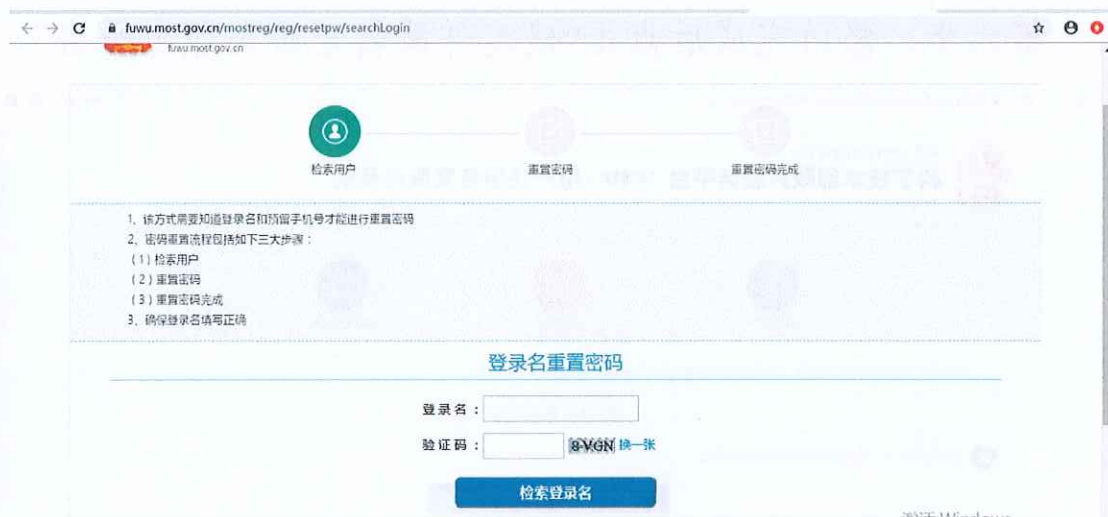 fuwu.most.gov.cn/mostreg/reg/resetpw/searchLogin
fuwu.most.gov.cn
检索用户
重置密码
重置密码完成
1、该方式需要知道登录名和预留手机号才能进行重置密码
2、密码重置流程包括如下三大步骤：
(1)检索用户
(2)重置密码
(3)重置密码完成
3、确保登录名填写正确
登录名重置密码
登录名：
验证码：
8-VGN 换一张
检索登录名